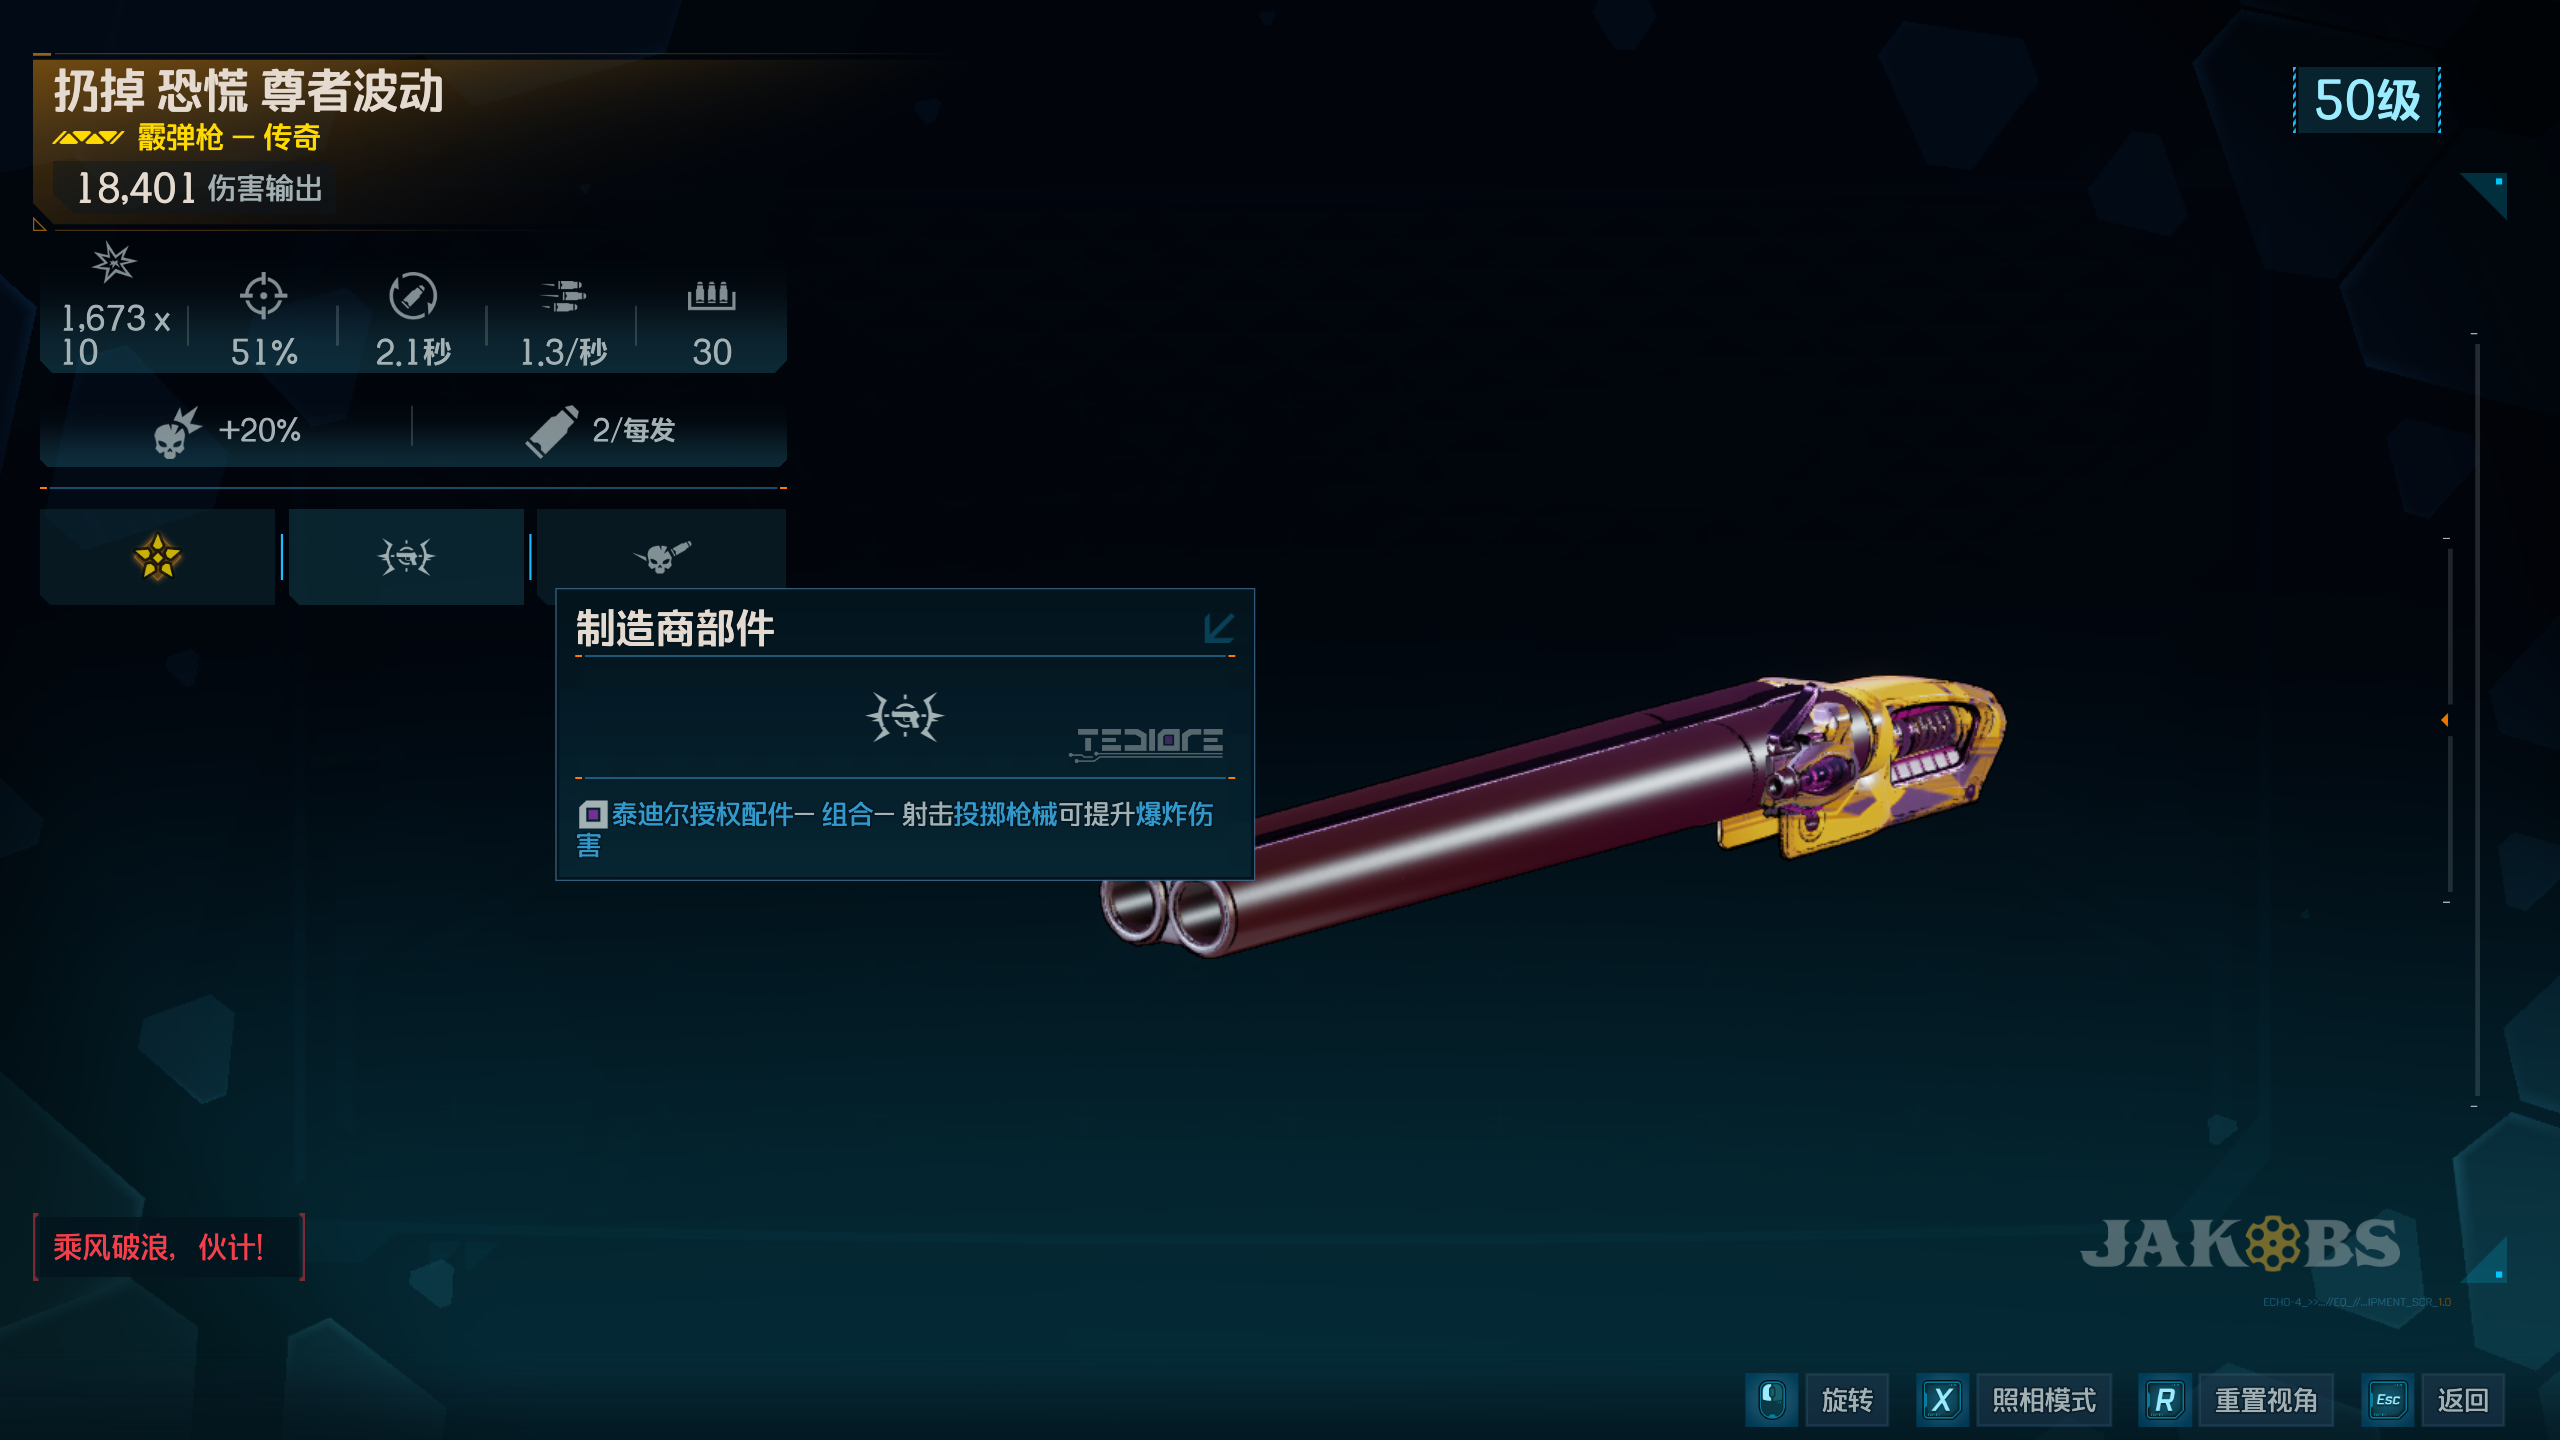 扔掉 恐慌 尊者波动
霰弹枪 — 传奇
18,401 伤害输出
50级
1,673 x 10
51%
2.1秒
1.3/秒
30
+20%
2/每发
制造商部件
TEDIORE
泰迪尔授权配件— 组合— 射击投掷枪械可提升爆炸伤
害
乘风破浪，伙计!
JAKOBS
旋转
X 照相模式
R 重置视角
Esc 返回